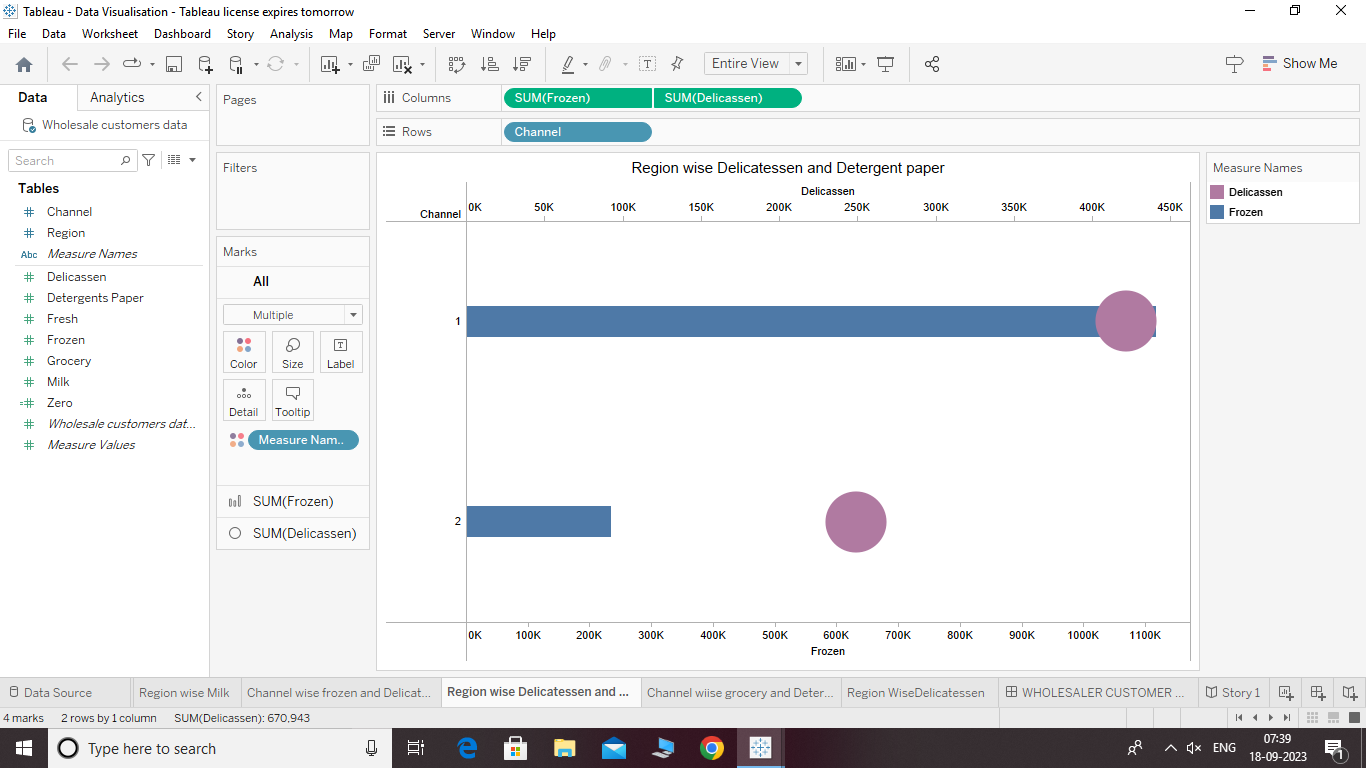 Tableau - Data Visualisation - Tableau license expires tomorrow
File Data Worksheet Dashboard Story Analysis Map Format Server Window Help
Entire View
Show Me
Data Analytics
Wholesale customers data
Search
Tables
Channel
Region
Abc Measure Names
Delicassen
Detergents Paper
Fresh
Frozen
Grocery
Milk
Zero
Wholesale customers dat...
Measure Values
Pages
Filters
Marks
All
Multiple
Color Size Label
Detail Tooltip
Measure Nam..
SUM(Frozen)
SUM(Delicassen)
Columns SUM(Frozen) SUM(Delicassen)
Rows Channel
Region wise Delicatessen and Detergent paper
Delicassen
Channel 0K 50K 100K 150K 200K 250K 300K 350K 400K 450K
1
2
0K 100K 200K 300K 400K 500K 600K 700K 800K 900K 1000K 1100K
Frozen
Measure Names
Delicassen
Frozen
Data Source Region wise Milk Channel wise frozen and Delicat... Region wise Delicatessen and ... Channel wiise grocery and Deter... Region WiseDelicatessen WHOLESALER CUSTOMER ... Story 1
4 marks 2 rows by 1 column SUM(Delicassen): 670,943
Type here to search
ENG
07:39
18-09-2023
1